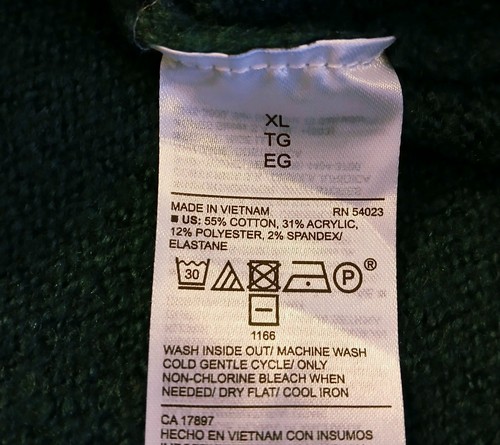 XL
TG
EG
MADE IN VIETNAM RN 54023
■ US: 55% COTTON, 31% ACRYLIC,
12% POLYESTER, 2% SPANDEX/
ELASTANE
30 P ®
1166
WASH INSIDE OUT/ MACHINE WASH
COLD GENTLE CYCLE/ ONLY
NON-CHLORINE BLEACH WHEN
NEEDED/ DRY FLAT/ COOL IRON
CA 17897
HECHO EN VIETNAM CON INSUMOS